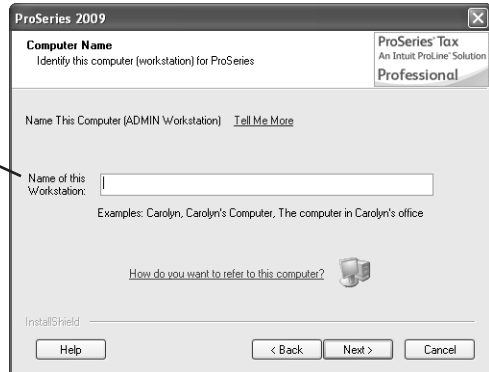 ProSeries 2009
Computer Name
Identify this computer (workstation) for ProSeries
ProSeries® Tax
An Intuit ProLine® Solution
Professional
Name This Computer (ADMIN Workstation) Tell Me More
Name of this
Workstation:
Examples: Carolyn, Carolyn's Computer, The computer in Carolyn's office
How do you want to refer to this computer?
InstallShield
Help < Back Next > Cancel